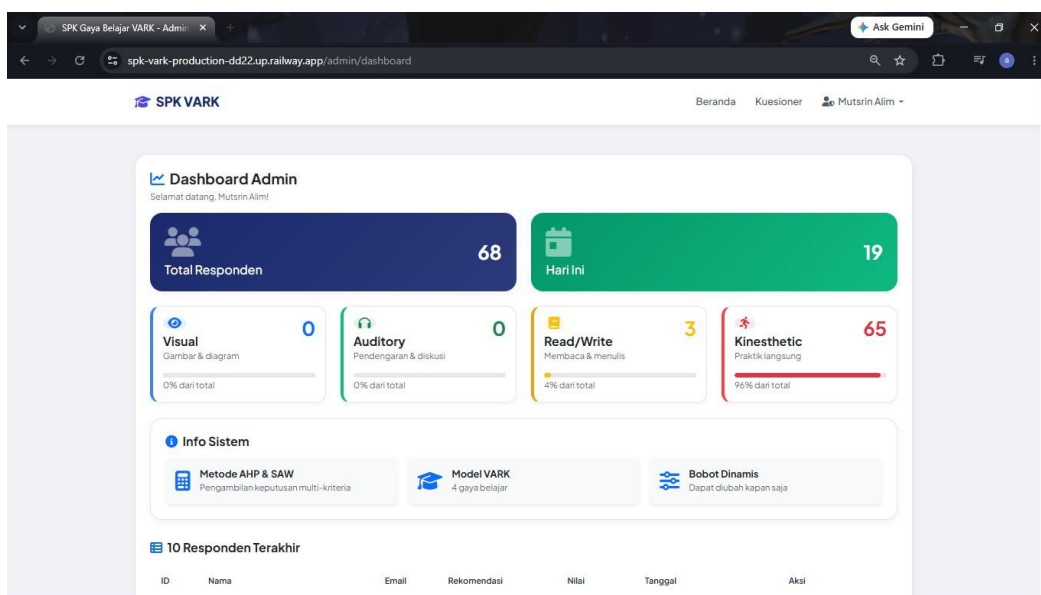 SPK Gaya Belajar VARK - Admin
Ask Gemini
spk-vark-production-dd22.up.railway.app/admin/dashboard
a
SPK VARK
Beranda Kuesioner Mutsrin Alim
Dashboard Admin
Selamat datang, Mutsrin Alim!
68
Total Responden
19
Hari Ini
0
Visual
Gambar & diagram
0% dari total
0
Auditory
Pendengaran & diskusi
0% dari total
3
Read/Write
Membaca & menulis
4% dari total
65
Kinesthetic
Praktik langsung
96% dari total
Info Sistem
Metode AHP & SAW
Pengambilan keputusan multi-kriteria
Model VARK
4 gaya belajar
Bobot Dinamis
Dapat diubah kapan saja
10 Responden Terakhir
ID Nama Email Rekomendasi Nilai Tanggal Aksi